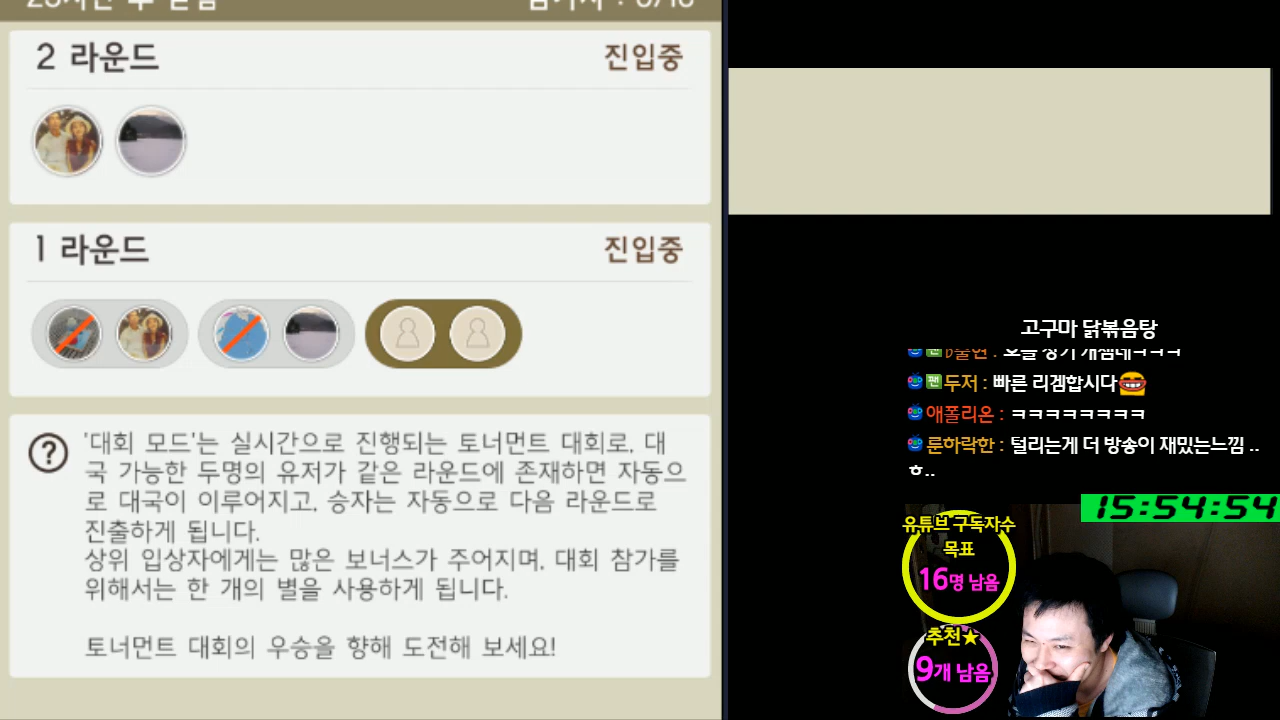 2 라운드
진입중
1 라운드
진입중
'대회 모드'는 실시간으로 진행되는 토너먼트 대회로, 대
국 가능한 두명의 유저가 같은 라운드에 존재하면 자동으
로 대국이 이루어지고, 승자는 자동으로 다음 라운드로
진출하게 됩니다.
상위 입상자에게는 많은 보너스가 주어지며, 대회 참가를
위해서는 한 개의 별을 사용하게 됩니다.
토너먼트 대회의 우승을 향해 도전해 보세요!
고구마 닭볶음탕
팬 두저 : 빠른 리겜합시다
애폴리온 : ㅋㅋㅋㅋㅋㅋㅋㅋ
룬하락한 : 털리는게 더 방송이 재밌는느낌 ..
ㅎ..
15:54:54
유튜브 구독자수
목표
16명 남음
추천★
9개 남음